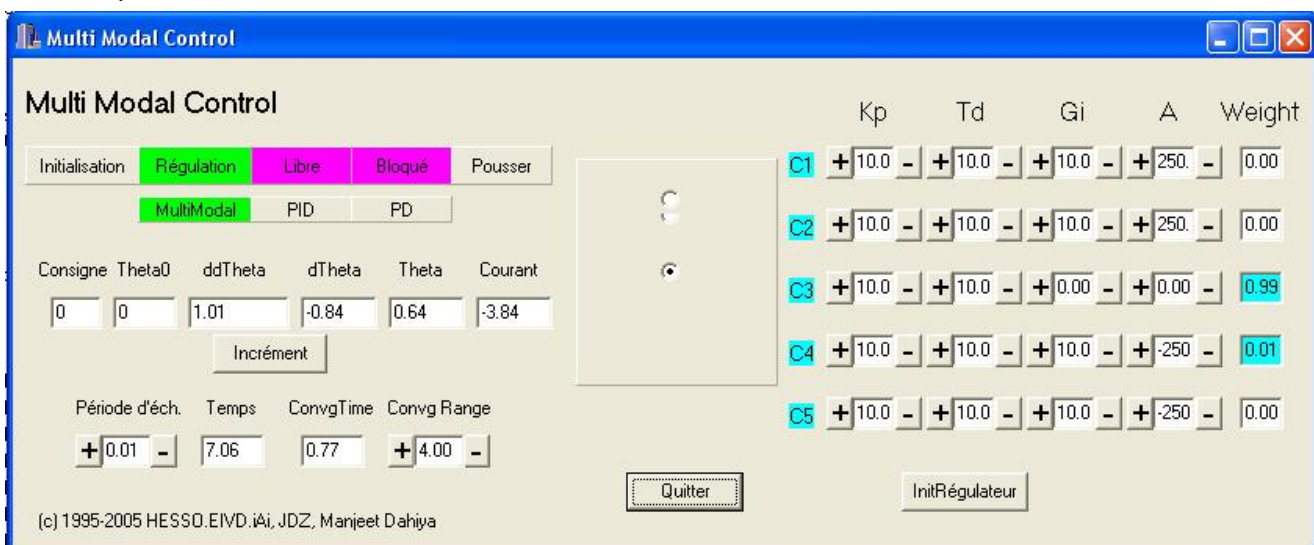 Multi Modal Control
Multi Modal Control
Kp Td Gi A Weight
Initialisation Régulation Libre Bloqué Pousser
C1 + 10.0 - + 10.0 - + 10.0 - + 250. - 0.00
MultiModal PID PD
C2 + 10.0 - + 10.0 - + 10.0 - + 250. - 0.00
Consigne Theta0 ddTheta dTheta Theta Courant
C3 + 10.0 - + 10.0 - + 0.00 - + 0.00 - 0.99
0 0 1.01 -0.84 0.64 -3.84
Incrément
C4 + 10.0 - + 10.0 - + 10.0 - + -250 - 0.01
Période d'éch. Temps ConvgTime Convg Range
C5 + 10.0 - + 10.0 - + 10.0 - + -250 - 0.00
+ 0.01 - 7.06 0.77 + 4.00 -
Quitter InitRégulateur
(c) 1995-2005 HESSO.EIVD.iAi, JDZ, Manjeet Dahiya